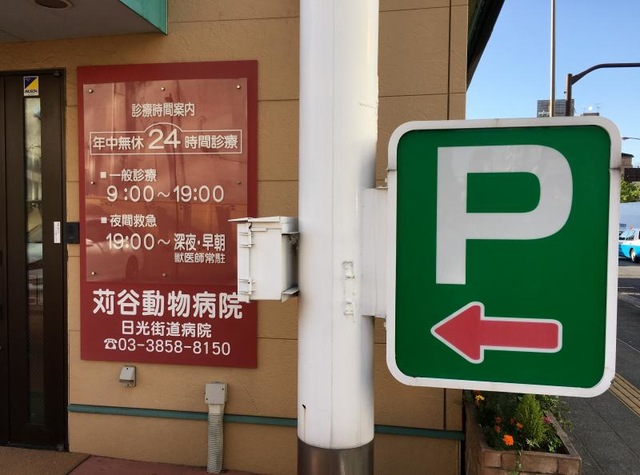 診療時間案内
年中無休24時間診療
■一般診療
9:00～19:00
■夜間救急
19:00～深夜・早朝
獣医師常駐
苅谷動物病院
日光街道病院
☎03-3858-8150
P